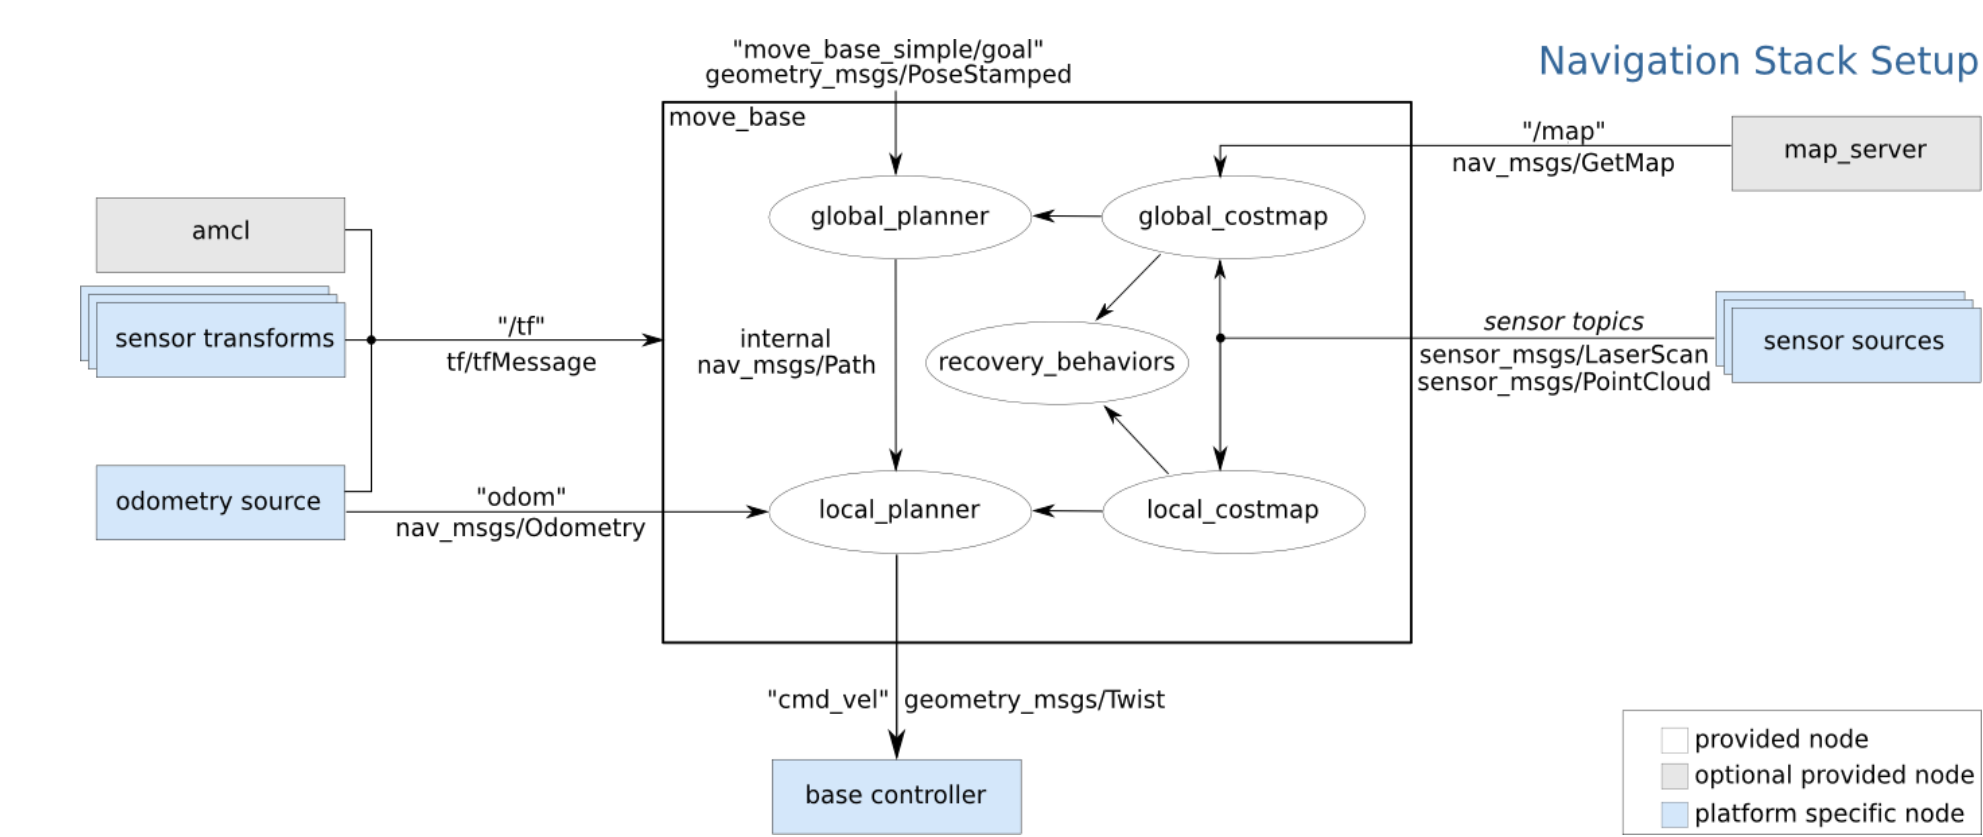 Navigation Stack Setup
"move_base_simple/goal"
geometry_msgs/PoseStamped
move_base
"/map"
nav_msgs/GetMap
map_server
amcl
global_planner
global_costmap
sensor transforms
"/tf"
tf/tfMessage
internal
nav_msgs/Path
recovery_behaviors
sensor topics
sensor_msgs/LaserScan
sensor_msgs/PointCloud
sensor sources
odometry source
"odom"
nav_msgs/Odometry
local_planner
local_costmap
"cmd_vel" geometry_msgs/Twist
base controller
provided node
optional provided node
platform specific node